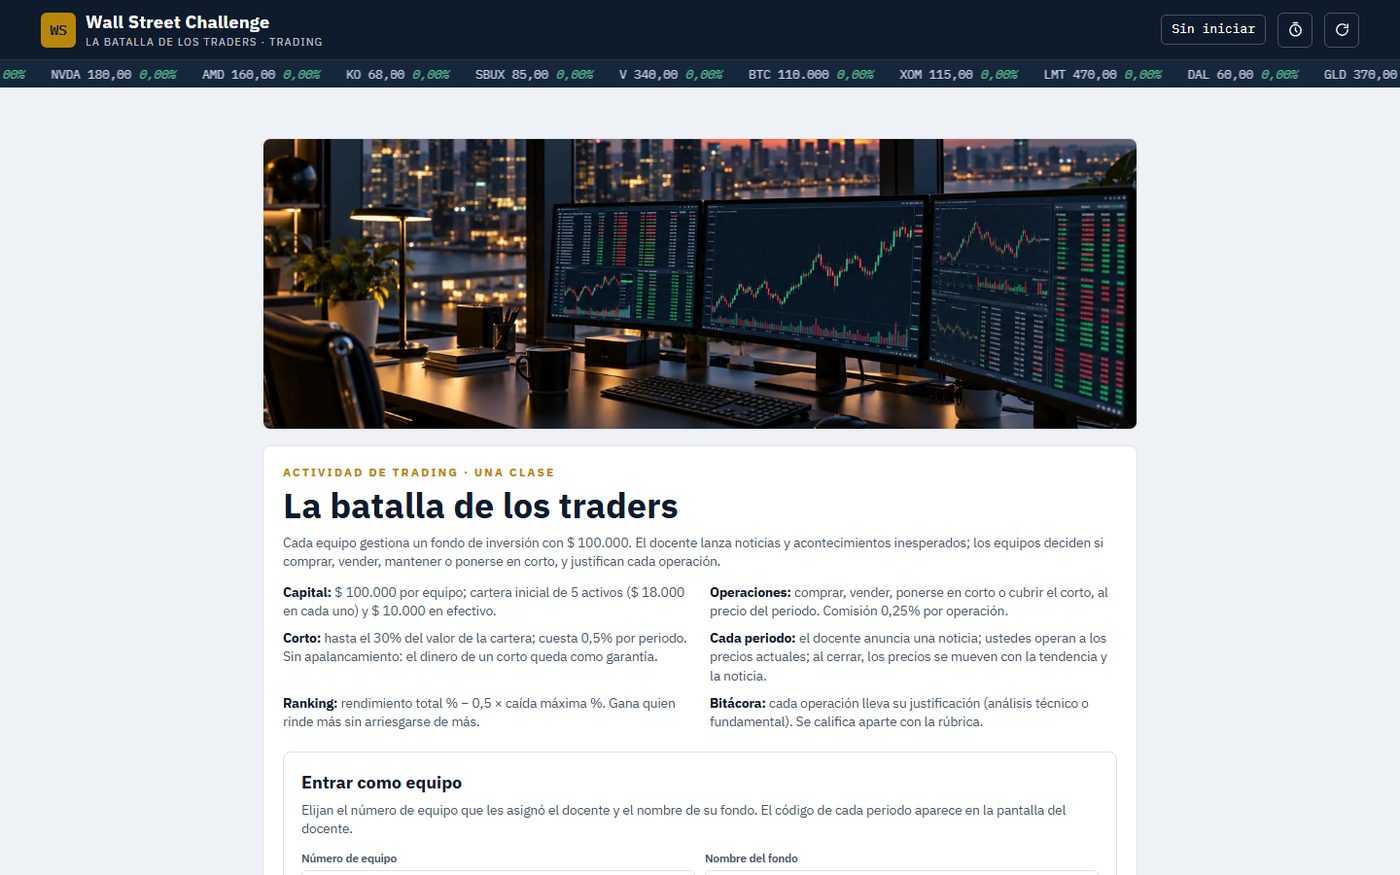 WS
Wall Street Challenge
LA BATALLA DE LOS TRADERS · TRADING
Sin iniciar
00% NVDA 180,00 0,00% AMD 160,00 0,00% KO 68,00 0,00% SBUX 85,00 0,00% V 340,00 0,00% BTC 110.000 0,00% XOM 115,00 0,00% LMT 470,00 0,00% DAL 60,00 0,00% GLD 370,00
ACTIVIDAD DE TRADING · UNA CLASE
La batalla de los traders
Cada equipo gestiona un fondo de inversión con $ 100.000. El docente lanza noticias y acontecimientos inesperados; los equipos deciden si
comprar, vender, mantener o ponerse en corto, y justifican cada operación.
Capital: $ 100.000 por equipo; cartera inicial de 5 activos ($ 18.000
en cada uno) y $ 10.000 en efectivo.
Operaciones: comprar, vender, ponerse en corto o cubrir el corto, al
precio del periodo. Comisión 0,25% por operación.
Corto: hasta el 30% del valor de la cartera; cuesta 0,5% por periodo.
Sin apalancamiento: el dinero de un corto queda como garantía.
Cada periodo: el docente anuncia una noticia; ustedes operan a los
precios actuales; al cerrar, los precios se mueven con la tendencia y
la noticia.
Ranking: rendimiento total % − 0,5 × caída máxima %. Gana quien
rinde más sin arriesgarse de más.
Bitácora: cada operación lleva su justificación (análisis técnico o
fundamental). Se califica aparte con la rúbrica.
Entrar como equipo
Elijan el número de equipo que les asignó el docente y el nombre de su fondo. El código de cada periodo aparece en la pantalla del
docente.
Número de equipo
Nombre del fondo